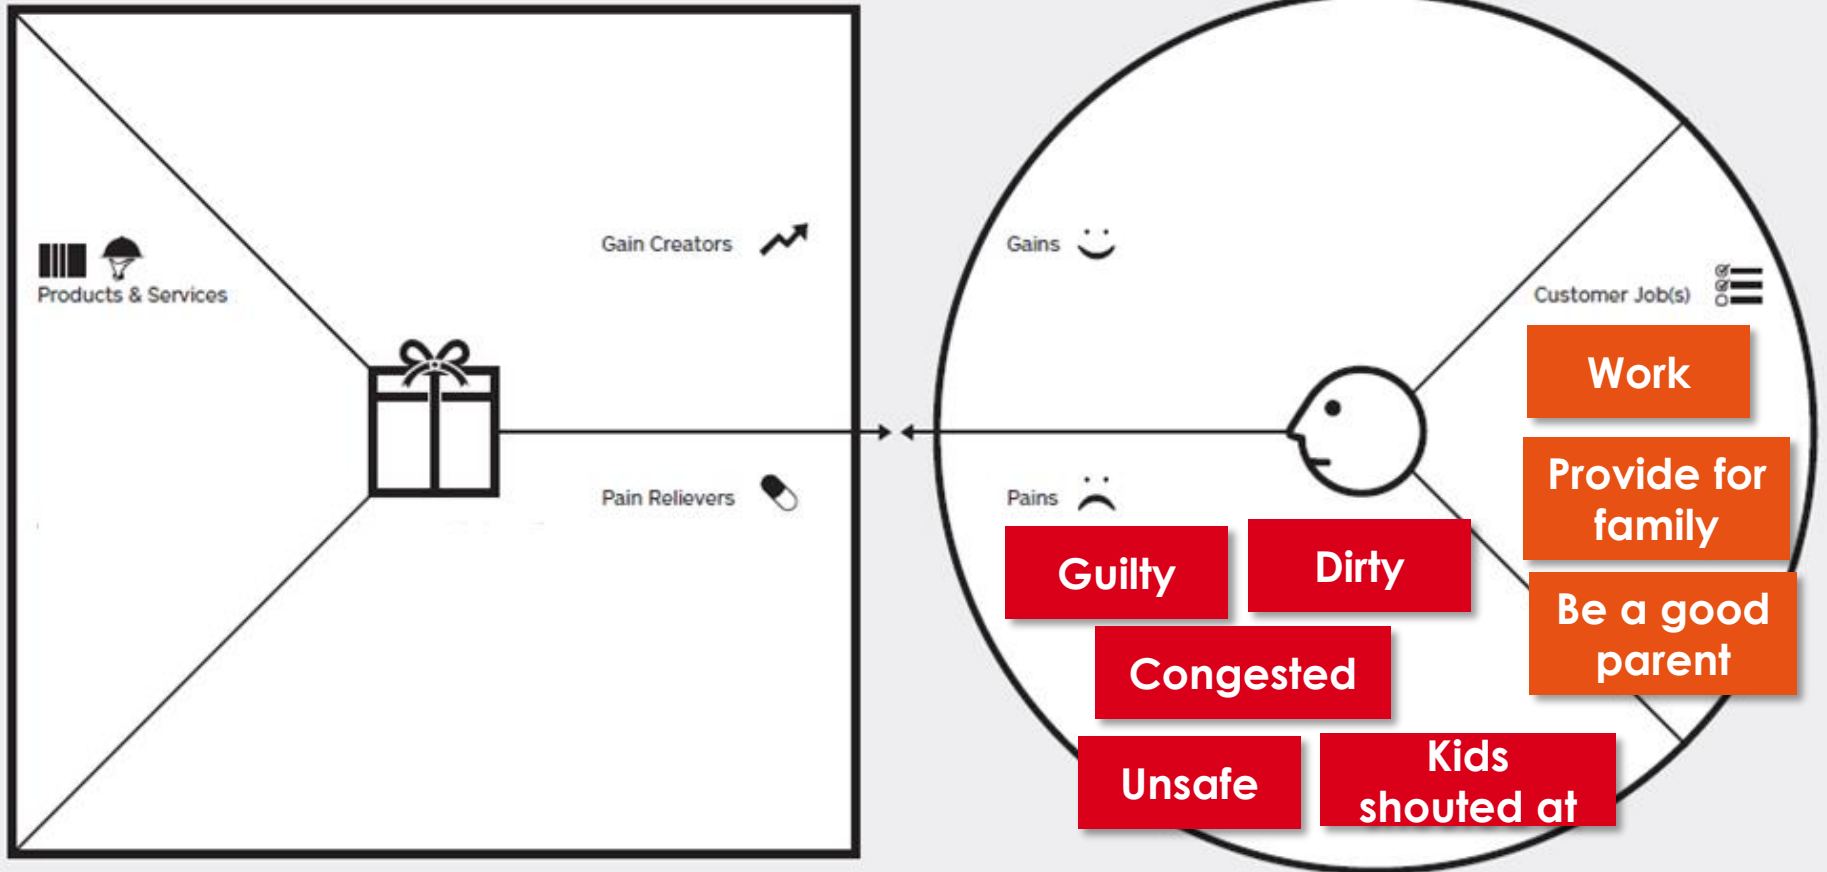 Products & Services
Gain Creators
Pain Relievers
Gains
Pains
Customer Job(s)
Work
Provide for
family
Be a good
parent
Guilty
Dirty
Congested
Unsafe
Kids
shouted at